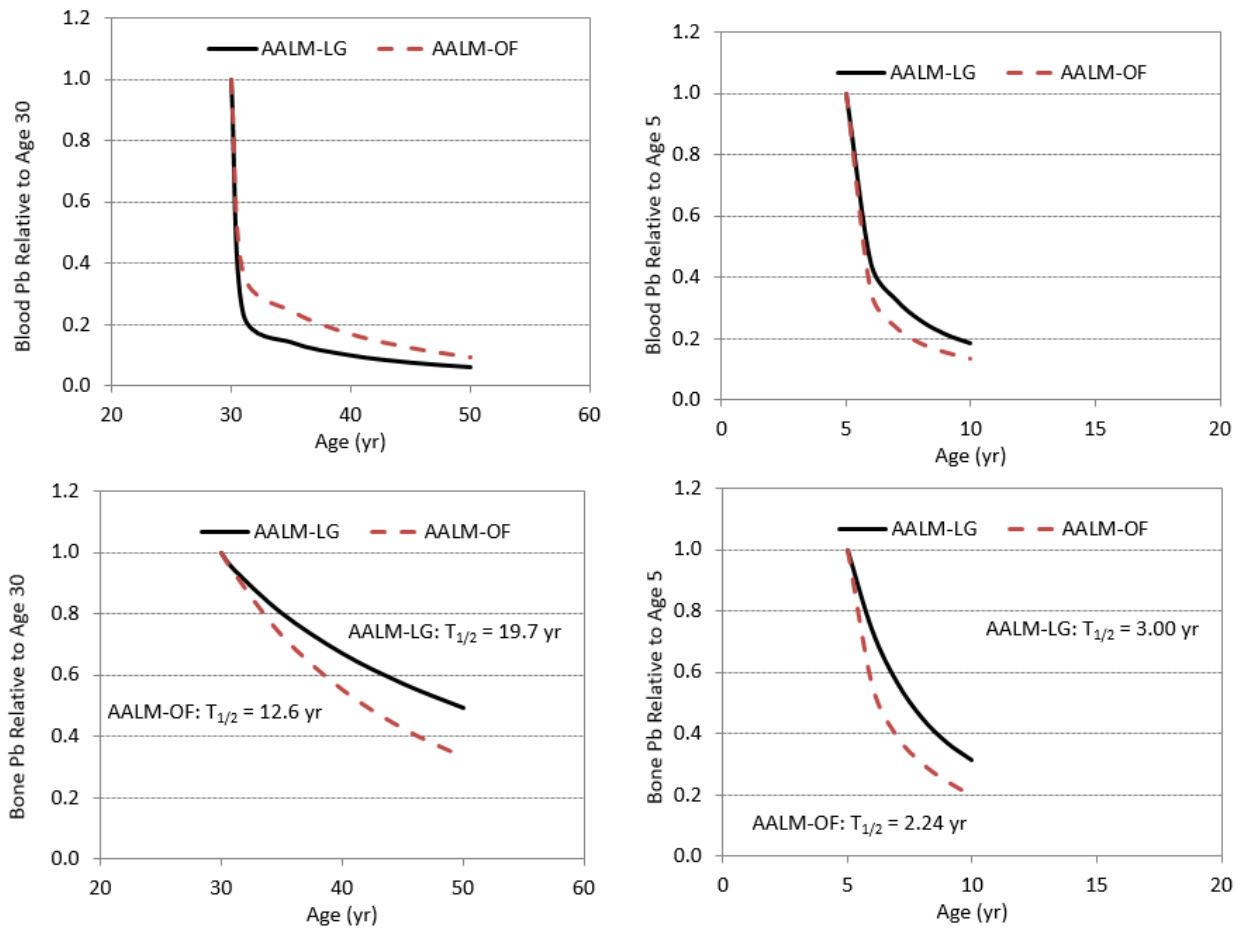 1.2
AALM-LG AALM-OF
1.0
0.8
0.6
0.4
0.2
0.0
20 30 40 50 60
Age (yr)
Blood Pb Relative to Age 30
1.2
AALM-LG AALM-OF
1.0
0.8
0.6
0.4
0.2
0.0
0 5 10 15 20
Age (yr)
Blood Pb Relative to Age 5
1.2
AALM-LG AALM-OF
1.0
0.8
AALM-LG: T1/2 = 19.7 yr
0.6
AALM-OF: T1/2 = 12.6 yr
0.4
0.2
0.0
20 30 40 50 60
Age (yr)
Bone Pb Relative to Age 30
1.2
AALM-LG AALM-OF
1.0
0.8
AALM-LG: T1/2 = 3.00 yr
0.6
0.4
0.2
AALM-OF: T1/2 = 2.24 yr
0.0
0 5 10 15 20
Age (yr)
Bone Pb Relative to Age 5